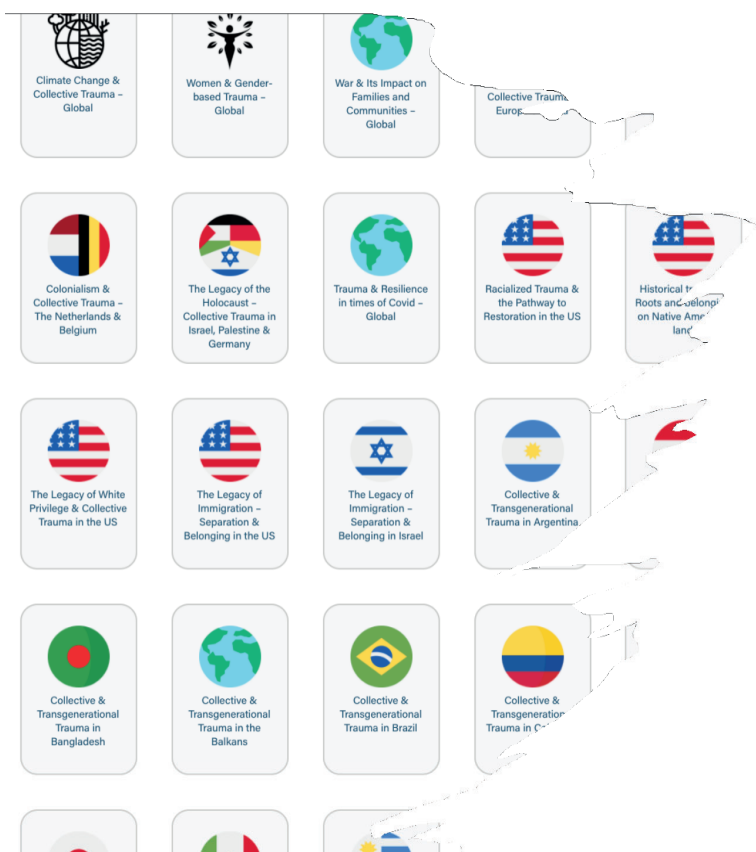 Climate Change &
Collective Trauma –
Global
Women & Gender-
based Trauma –
Global
War & Its Impact on
Families and
Communities –
Global
Collective
Colonialism &
Collective Trauma –
The Netherlands &
Belgium
The Legacy of the
Holocaust –
Collective Trauma in
Israel, Palestine &
Germany
Trauma & Resilience
in times of Covid –
Global
Racialized Trauma &
the Pathway to
Restoration in the US
Historical
Roots and
on Native
The Legacy of White
Privilege & Collective
Trauma in the US
The Legacy of
Immigration –
Separation &
Belonging in the US
The Legacy of
Immigration –
Separation &
Belonging in Israel
Collective &
Transgenerational
Trauma in Argentina
Collective &
Transgenerational
Trauma in
Bangladesh
Collective &
Transgenerational
Trauma in the
Balkans
Collective &
Transgenerational
Trauma in Brazil
Collective &
Trauma in